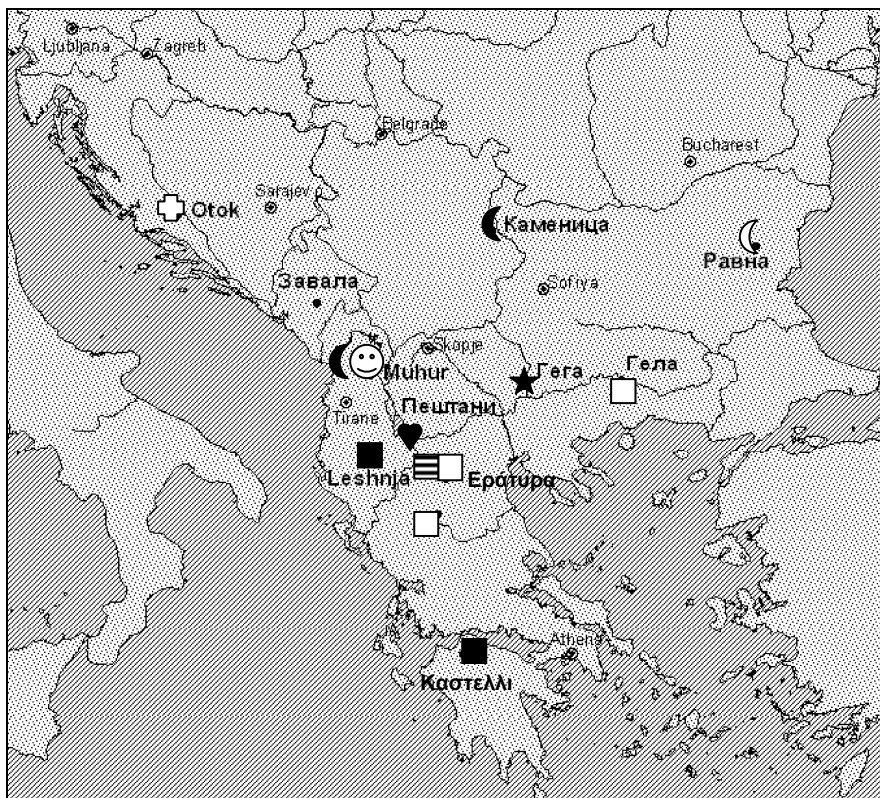 Ljubljana
Zagreb
Belgrade
Bucharest
Otok
Sarajevo
Каменица
Равна
Завала
Sofiya
Skopje
Muhur
Гега
Гела
Tirane
Пештани
Leshnja
Ερατυρα
Athens
Καστελλι